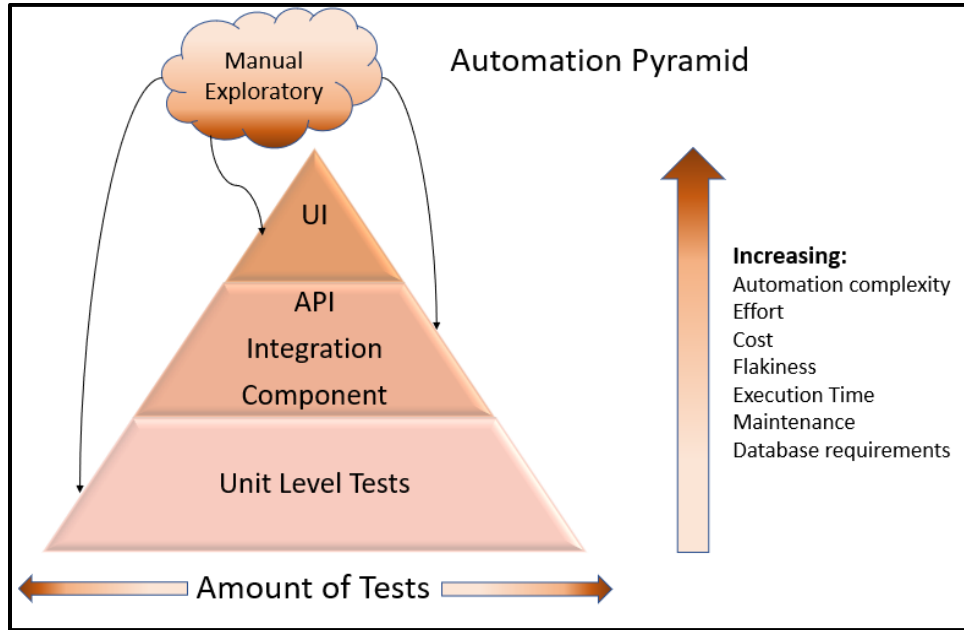 Automation Pyramid
Manual
Exploratory
UI
API
Integration
Component
Unit Level Tests
Amount of Tests
Increasing:
Automation complexity
Effort
Cost
Flakiness
Execution Time
Maintenance
Database requirements